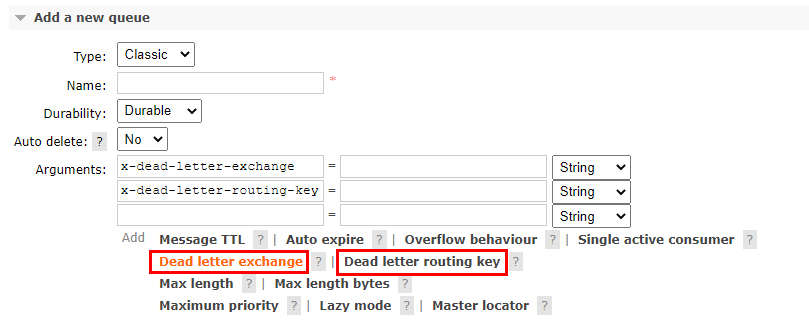 Add a new queue
Type: Classic
Name: *
Durability: Durable
Auto delete: ? No
Arguments: x-dead-letter-exchange = String
x-dead-letter-routing-key = String
= String
Add Message TTL ? | Auto expire ? | Overflow behaviour ? | Single active consumer ?
Dead letter exchange ? | Dead letter routing key ?
Max length ? | Max length bytes ?
Maximum priority ? | Lazy mode ? | Master locator ?